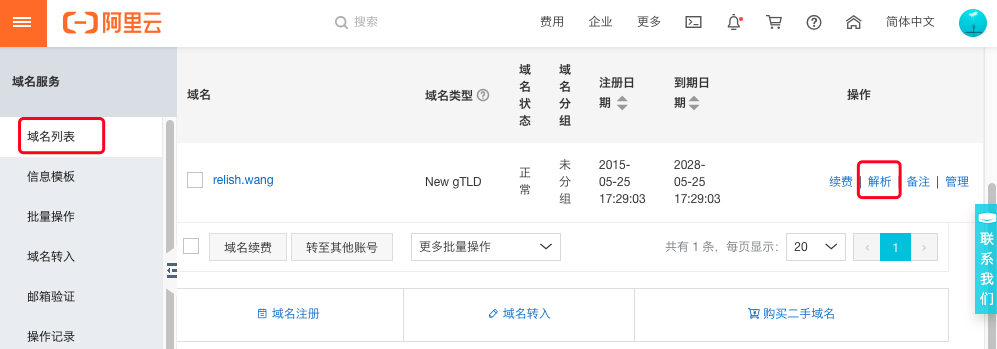 阿里云 搜索 费用 企业 更多 简体中文
域名服务
域名列表
信息模板
批量操作
域名转入
邮箱验证
操作记录
域名 域名类型 域名状态 域名分组 注册日期 到期日期 操作
relish.wang New gTLD 正常 未分组 2015-05-25 17:29:03 2028-05-25 17:29:03 续费 | 解析 | 备注 | 管理
域名续费 转至其他账号 更多批量操作 共有 1 条，每页显示： 20 ‹ 1 ›
域名注册 域名转入 购买二手域名
联系我们